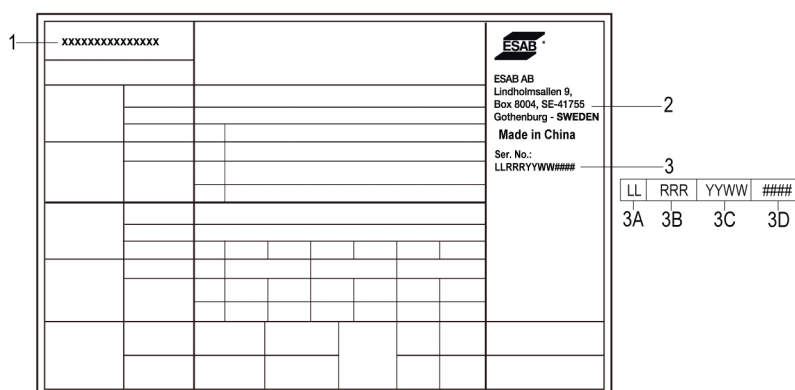 1
xxxxxxxxxxxxxxx
ESAB
ESAB AB
Lindholmsallen 9,
Box 8004, SE-41755
Gothenburg - SWEDEN
2
Made in China
Ser. No.:
LLRRRYYWW####
3
LL RRR YYWW ####
3A 3B 3C 3D